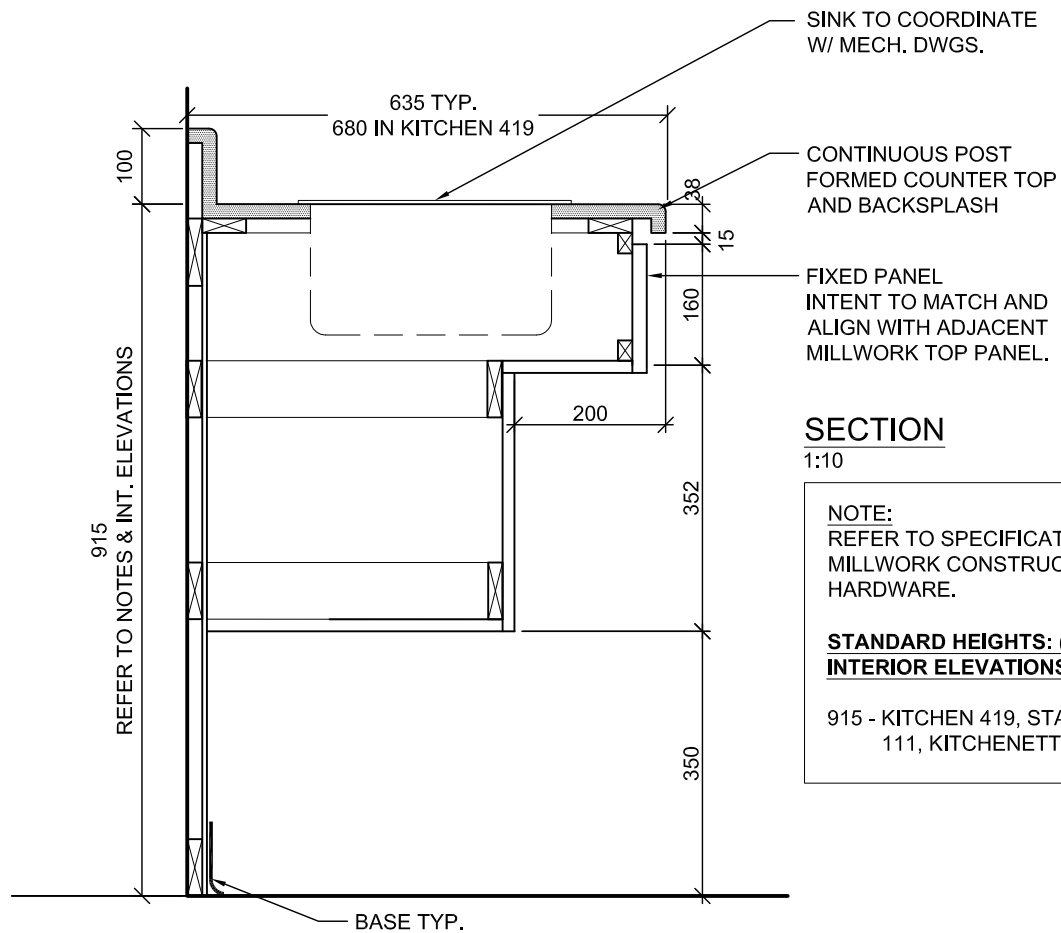 SINK TO COORDINATE
W/ MECH. DWGS.
635 TYP.
680 IN KITCHEN 419
100
38
CONTINUOUS POST
FORMED COUNTER TOP
AND BACKSPLASH
15
FIXED PANEL
INTENT TO MATCH AND
ALIGN WITH ADJACENT
MILLWORK TOP PANEL.
160
200
SECTION
1:10
915
REFER TO NOTES & INT. ELEVATIONS
352
NOTE:
REFER TO SPECIFICAT
MILLWORK CONSTRUC
HARDWARE.
STANDARD HEIGHTS: (
INTERIOR ELEVATIONS
915 - KITCHEN 419, STA
111, KITCHENETT
350
BASE TYP.